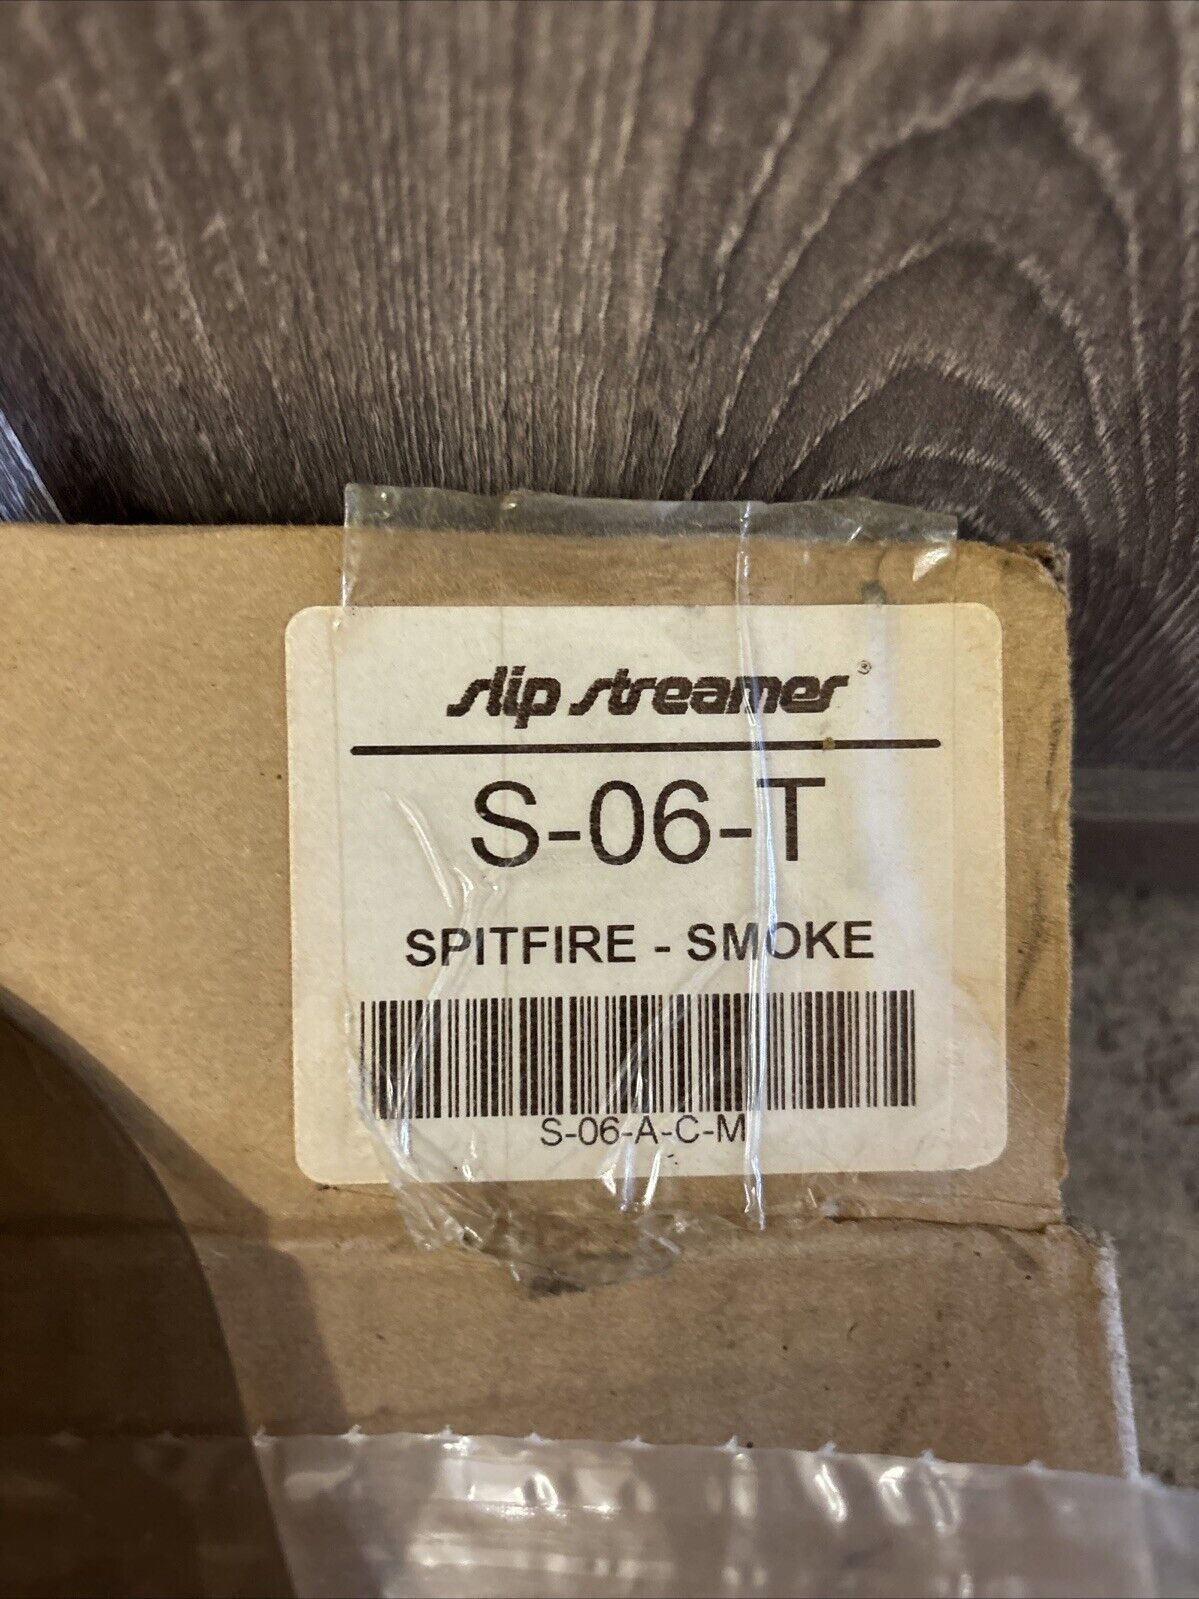 slip streamer®
S-06-T
SPITFIRE - SMOKE
S-06-A-C-M